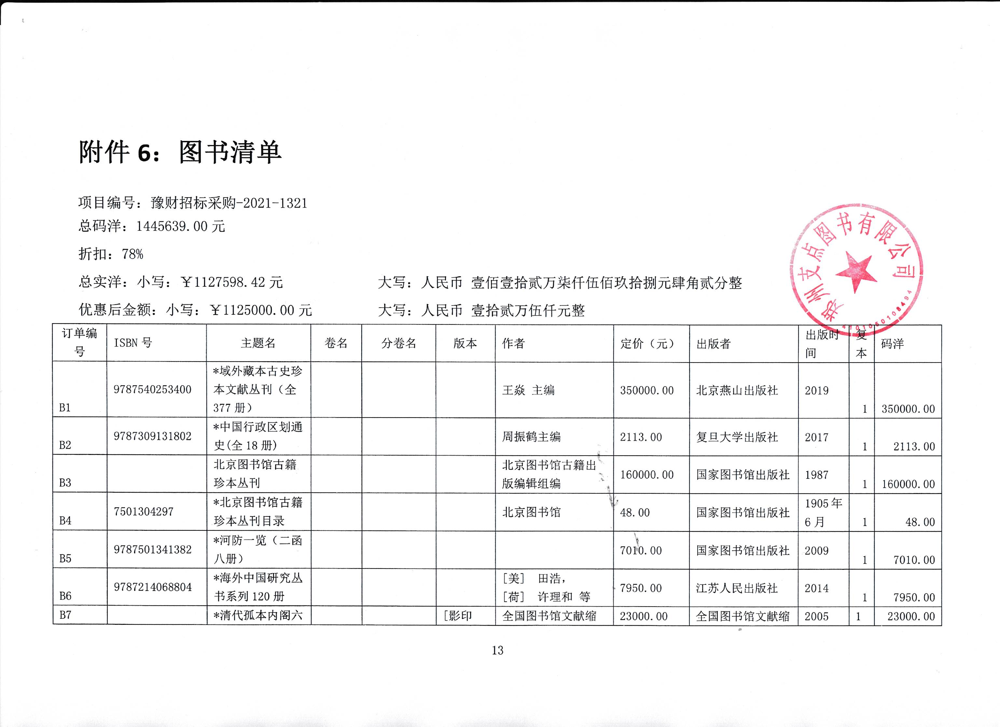 附件 6：图书清单
项目编号：豫财招标采购-2021-1321
总码洋：1445639.00 元
折扣：78%
总实洋：小写：￥1127598.42 元 大写：人民币 壹佰壹拾贰万柒仟伍佰玖拾捌元肆角贰分整
优惠后金额：小写：￥1125000.00 元 大写：人民币 壹拾贰万伍仟元整
郑州支点图书有限公司
4101050108494
订单编号 ISBN 号 主题名 卷名 分卷名 版本 作者 定价（元） 出版者 出版时间 复本 码洋
B1 9787540253400 *域外藏本古史珍本文献丛刊（全 377 册） 王焱 主编 350000.00 北京燕山出版社 2019 1 350000.00
B2 9787309131802 *中国行政区划通史(全 18 册) 周振鹤主编 2113.00 复旦大学出版社 2017 1 2113.00
B3 北京图书馆古籍珍本丛刊 北京图书馆古籍出版编辑组编 160000.00 国家图书馆出版社 1987 1 160000.00
B4 7501304297 *北京图书馆古籍珍本丛刊目录 北京图书馆 48.00 国家图书馆出版社 1905 年 6 月 1 48.00
B5 9787501341382 *河防一览（二函八册） 7010.00 国家图书馆出版社 2009 1 7010.00
B6 9787214068804 *海外中国研究丛书系列 120 册 [美] 田浩, [荷] 许理和 等 7950.00 江苏人民出版社 2014 1 7950.00
B7 *清代孤本内阁六 [影印 全国图书馆文献缩 23000.00 全国图书馆文献缩 2005 1 23000.00
13